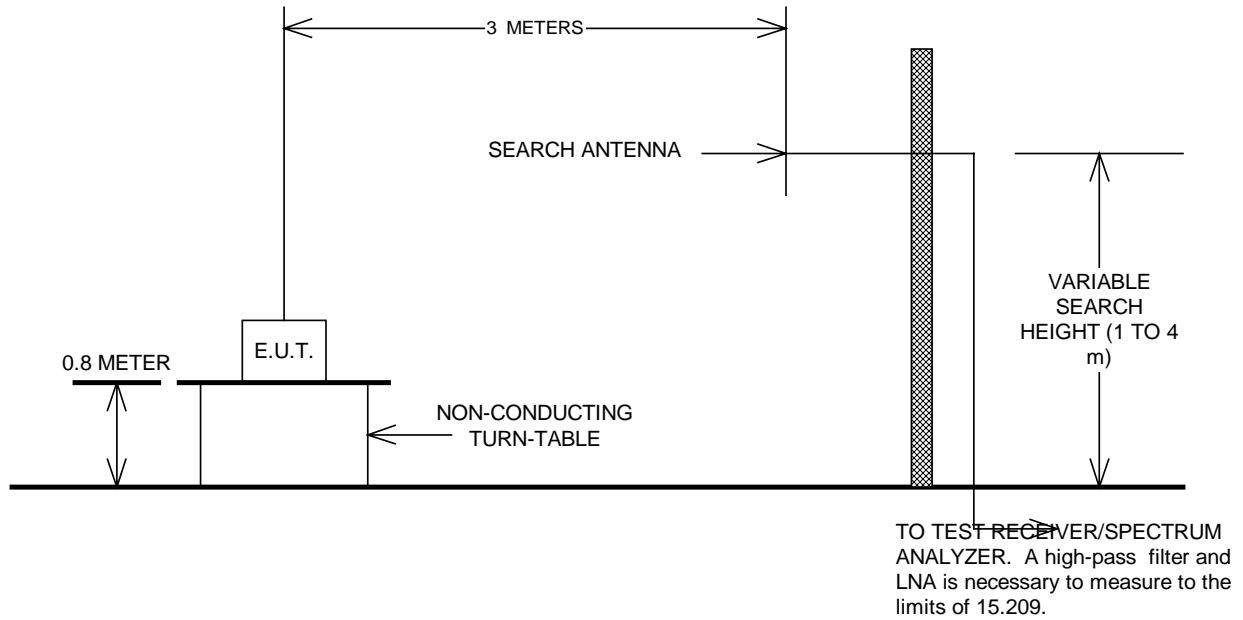 3 METERS
SEARCH ANTENNA
VARIABLE
SEARCH
HEIGHT (1 TO 4
m)
E.U.T.
0.8 METER
NON-CONDUCTING
TURN-TABLE
TO TEST RECEIVER/SPECTRUM
ANALYZER. A high-pass filter and
LNA is necessary to measure to the
limits of 15.209.